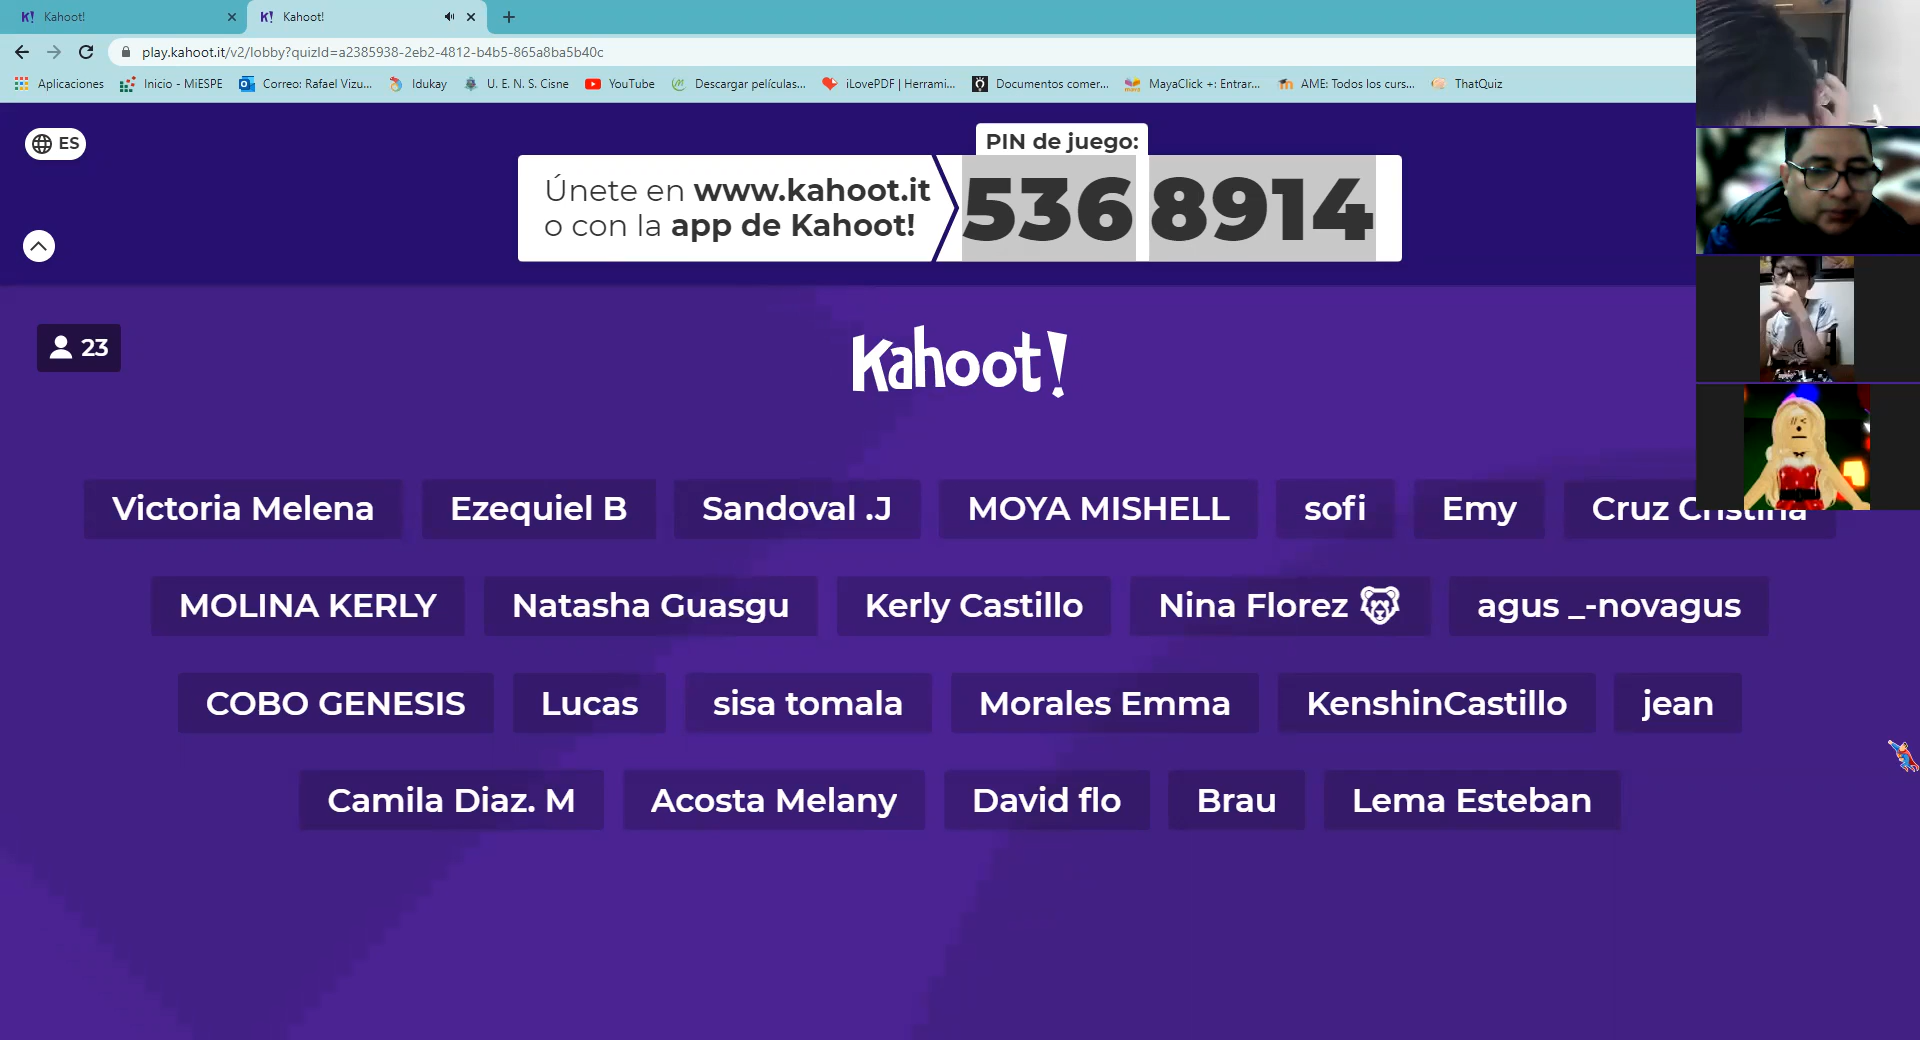 Kahoot!
Kahoot!
play.kahoot.it/v2/lobby?quizId=a2385938-2eb2-4812-b4b5-865a8ba5b40c
Aplicaciones Inicio - MiESPE Correo: Rafael Vizu... Idukay U. E. N. S. Cisne YouTube Descargar películas... iLovePDF | Herrami... Documentos comer... MayaClick +: Entrar... AME: Todos los curs... ThatQuiz
ES
PIN de juego:
Únete en www.kahoot.it
o con la app de Kahoot!
536 8914
23
Kahoot!
Victoria Melena Ezequiel B Sandoval .J MOYA MISHELL sofi Emy Cruz Cristina
MOLINA KERLY Natasha Guasgu Kerly Castillo Nina Florez agus _-novagus
COBO GENESIS Lucas sisa tomala Morales Emma KenshinCastillo jean
Camila Diaz. M Acosta Melany David flo Brau Lema Esteban